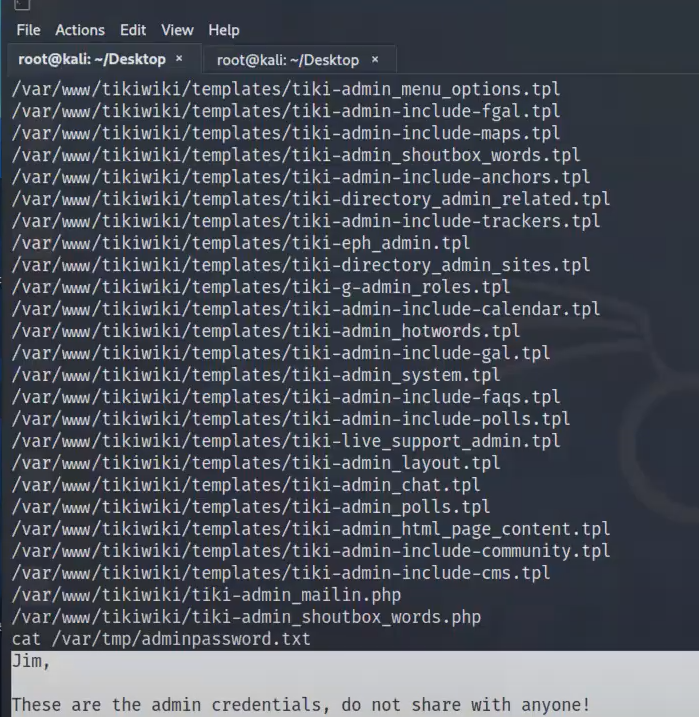 File Actions Edit View Help
root@kali: ~/Desktop × root@kali: ~/Desktop ×
/var/www/tikiwiki/templates/tiki-admin_menu_options.tpl
/var/www/tikiwiki/templates/tiki-admin-include-fgal.tpl
/var/www/tikiwiki/templates/tiki-admin-include-maps.tpl
/var/www/tikiwiki/templates/tiki-admin_shoutbox_words.tpl
/var/www/tikiwiki/templates/tiki-admin-include-anchors.tpl
/var/www/tikiwiki/templates/tiki-directory_admin_related.tpl
/var/www/tikiwiki/templates/tiki-admin-include-trackers.tpl
/var/www/tikiwiki/templates/tiki-eph_admin.tpl
/var/www/tikiwiki/templates/tiki-directory_admin_sites.tpl
/var/www/tikiwiki/templates/tiki-g-admin_roles.tpl
/var/www/tikiwiki/templates/tiki-admin-include-calendar.tpl
/var/www/tikiwiki/templates/tiki-admin_hotwords.tpl
/var/www/tikiwiki/templates/tiki-admin-include-gal.tpl
/var/www/tikiwiki/templates/tiki-admin_system.tpl
/var/www/tikiwiki/templates/tiki-admin-include-faqs.tpl
/var/www/tikiwiki/templates/tiki-admin-include-polls.tpl
/var/www/tikiwiki/templates/tiki-live_support_admin.tpl
/var/www/tikiwiki/templates/tiki-admin_layout.tpl
/var/www/tikiwiki/templates/tiki-admin_chat.tpl
/var/www/tikiwiki/templates/tiki-admin_polls.tpl
/var/www/tikiwiki/templates/tiki-admin_html_page_content.tpl
/var/www/tikiwiki/templates/tiki-admin-include-community.tpl
/var/www/tikiwiki/templates/tiki-admin-include-cms.tpl
/var/www/tikiwiki/tiki-admin_mailin.php
/var/www/tikiwiki/tiki-admin_shoutbox_words.php
cat /var/tmp/adminpassword.txt
Jim,
These are the admin credentials, do not share with anyone!